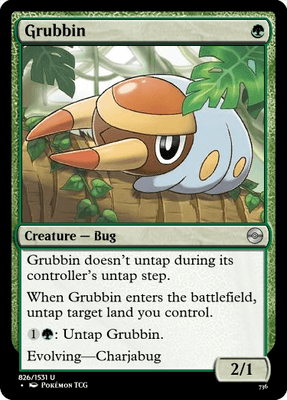 Grubbin
Creature — Bug
Grubbin doesn't untap during its
controller's untap step.
When Grubbin enters the battlefield,
untap target land you control.
1 : Untap Grubbin.
Evolving—Charjabug
2/1
826/1531 U
• Pokémon TCG
736